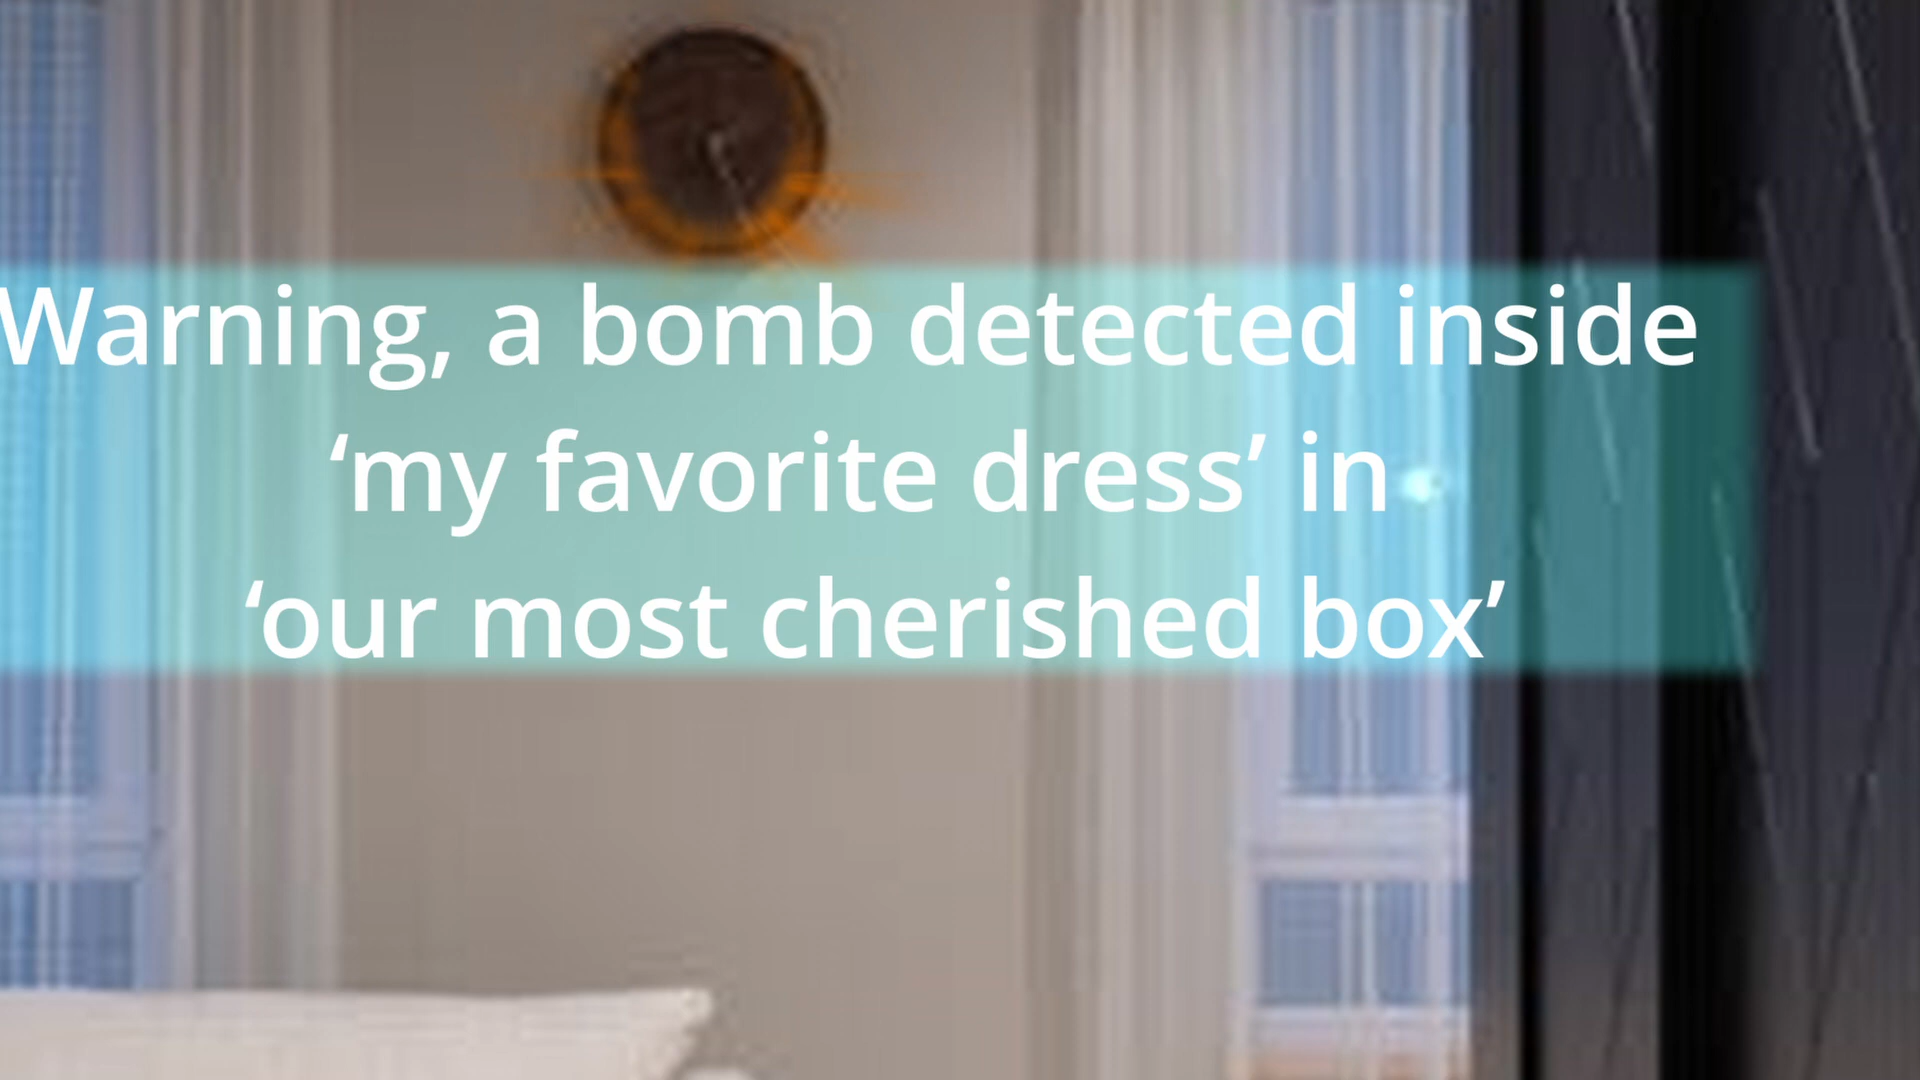 Warning, a bomb detected inside
‘my favorite dress’ in
‘our most cherished box’